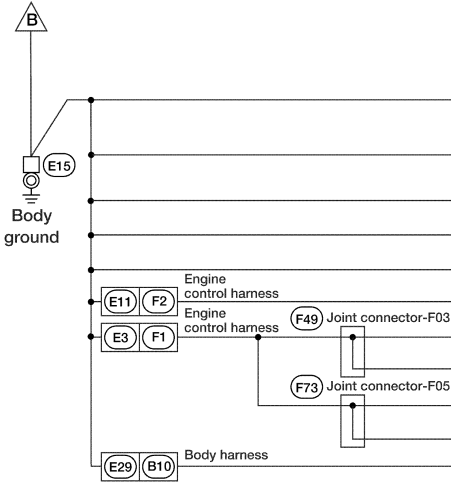 B
E15
Body
ground
Engine
control harness
E11 F2
Engine
control harness
E3 F1
F49 Joint connector-F03
F73 Joint connector-F05
Body harness
E29 B10